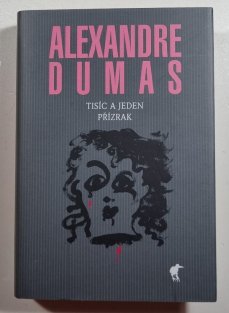 ALEXANDRE
DUMAS
TISÍC A JEDEN
PŘÍZRAK